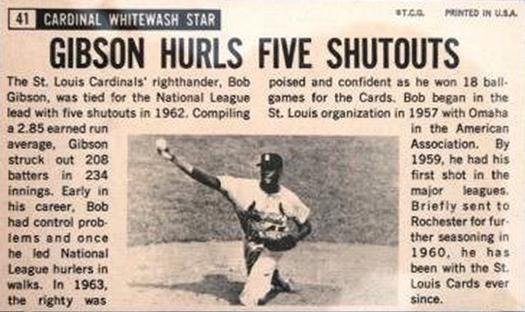 41 CARDINAL WHITEWASH STAR
©T.C.G. PRINTED IN U.S.A.
GIBSON HURLS FIVE SHUTOUTS
The St. Louis Cardinals' righthander, Bob
Gibson, was tied for the National League
lead with five shutouts in 1962. Compiling
a 2.85 earned run
average, Gibson
struck out 208
batters in 234
innings. Early in
his career, Bob
had control prob-
lems and once
he led National
League hurlers in
walks. In 1963,
the righty was
poised and confident as he won 18 ball-
games for the Cards. Bob began in the
St. Louis organization in 1957 with Omaha
in the American
Association. By
1959, he had his
first shot in the
major leagues.
Briefly sent to
Rochester for fur-
ther seasoning in
1960, he has
been with the St.
Louis Cards ever
since.